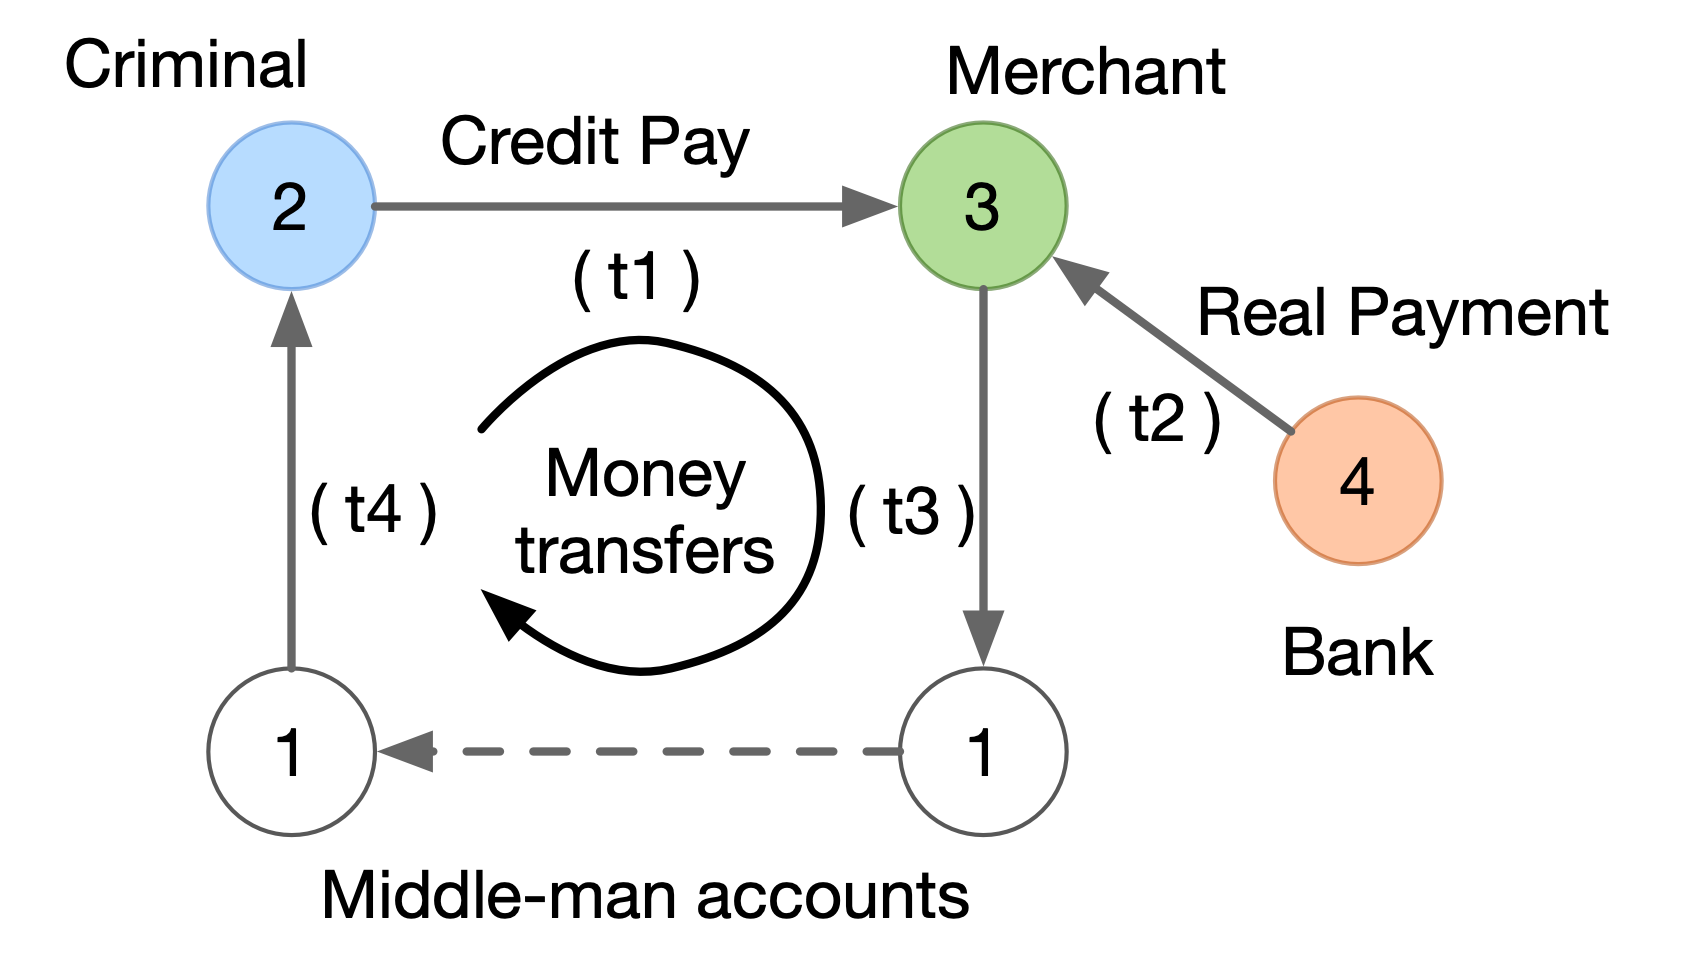 Criminal
Merchant
Credit Pay
2
3
( t1 )
Real Payment
( t2 )
Money
transfers
( t4 )
( t3 )
4
Bank
1
1
Middle-man accounts